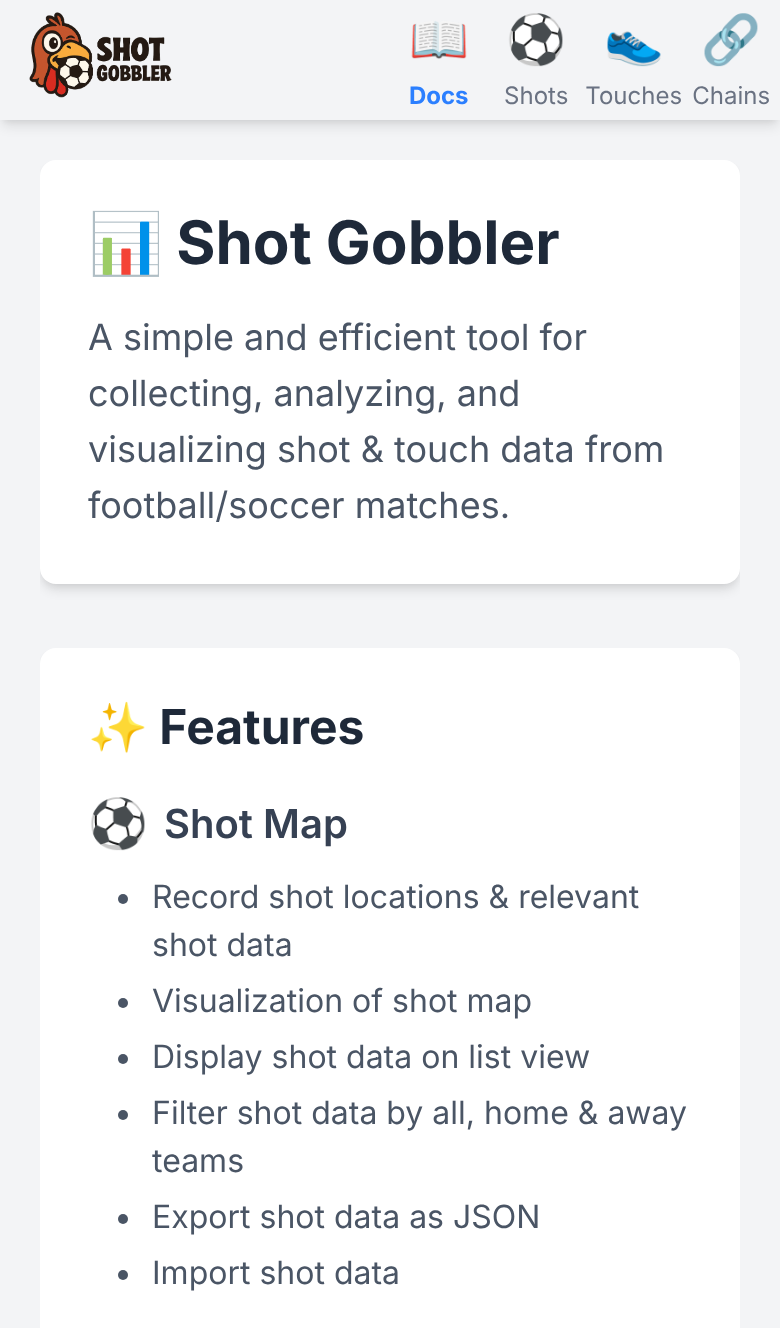 SHOT
GOBBLER
Docs
Shots
Touches
Chains
Shot Gobbler
A simple and efficient tool for
collecting, analyzing, and
visualizing shot & touch data from
football/soccer matches.
Features
Shot Map
• Record shot locations & relevant
shot data
• Visualization of shot map
• Display shot data on list view
• Filter shot data by all, home & away
teams
• Export shot data as JSON
• Import shot data